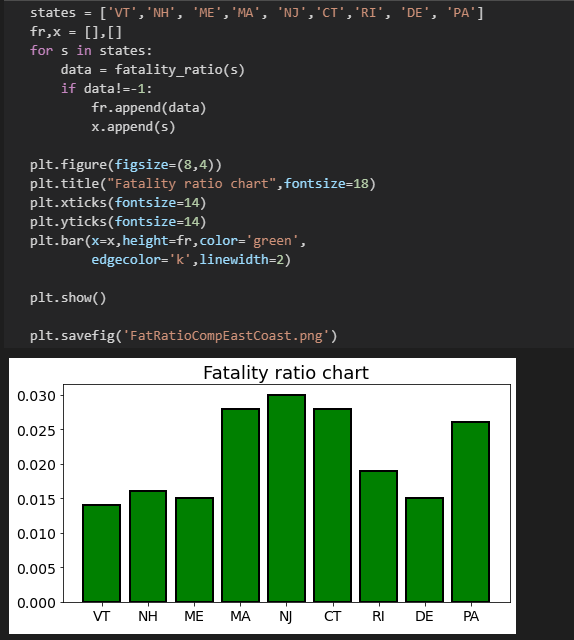 states = ['VT','NH', 'ME','MA', 'NJ','CT','RI', 'DE', 'PA']
fr,x = [],[]
for s in states:
    data = fatality_ratio(s)
    if data!=-1:
        fr.append(data)
        x.append(s)
plt.figure(figsize=(8,4))
plt.title("Fatality ratio chart",fontsize=18)
plt.xticks(fontsize=14)
plt.yticks(fontsize=14)
plt.bar(x=x,height=fr,color='green',
        edgecolor='k',linewidth=2)
plt.show()
plt.savefig('FatRatioCompEastCoast.png')
Fatality ratio chart
0.030
0.025
0.020
0.015
0.010
0.005
0.000
VT NH ME MA NJ CT RI DE PA